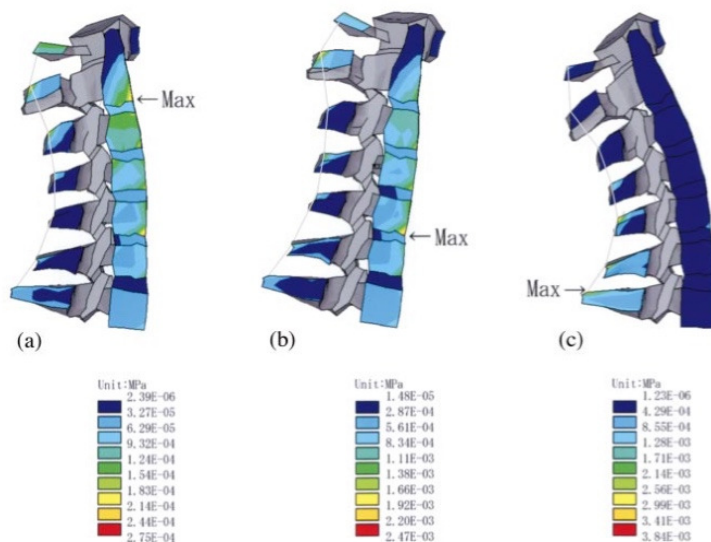 Max
Max
Max
(a)
(b)
(c)
Unit:MPa
2.39E-06
3.27E-05
6.29E-05
9.32E-04
1.24E-04
1.54E-04
1.83E-04
2.14E-04
2.44E-04
2.75E-04
Unit:MPa
1.48E-05
2.87E-04
5.61E-04
8.34E-04
1.11E-03
1.38E-03
1.66E-03
1.92E-03
2.20E-03
2.47E-03
Unit:MPa
1.23E-06
4.29E-04
8.55E-04
1.28E-03
1.71E-03
2.14E-03
2.56E-03
2.99E-03
3.41E-03
3.84E-03